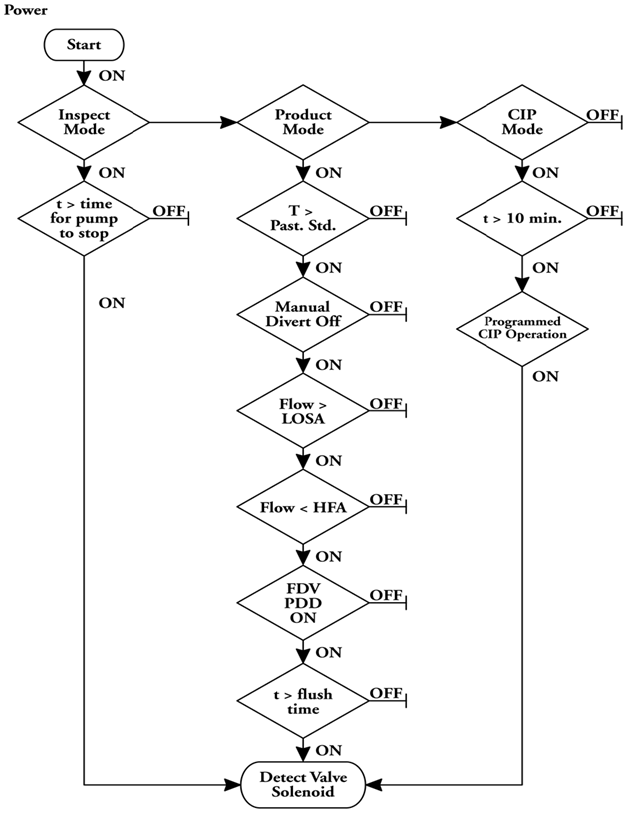 Power
Start
ON
Inspect
Mode
ON
t > time
for pump
to stop
OFF
ON
Product
Mode
ON
T >
Past. Std.
OFF
ON
Manual
Divert Off
OFF
ON
Flow >
LOSA
OFF
ON
Flow < HFA
OFF
ON
FDV
PDD
ON
OFF
ON
t > flush
time
OFF
ON
CIP
Mode
OFF
ON
t > 10 min.
OFF
ON
Programmed
CIP Operation
ON
Detect Valve
Solenoid